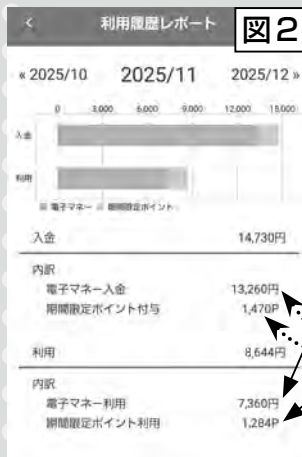 < 利用履歴レポート
図2
« 2025/10 2025/11 2025/12 »
0 3,000 6,000 9,000 12,000 15,000
入金
利用
電子マネー 期間限定ポイント
入金 14,730円
内訳
電子マネー入金 13,260円
期間限定ポイント付与 1,470P
利用 8,644円
内訳
電子マネー利用 7,360円
期間限定ポイント利用 1,284P